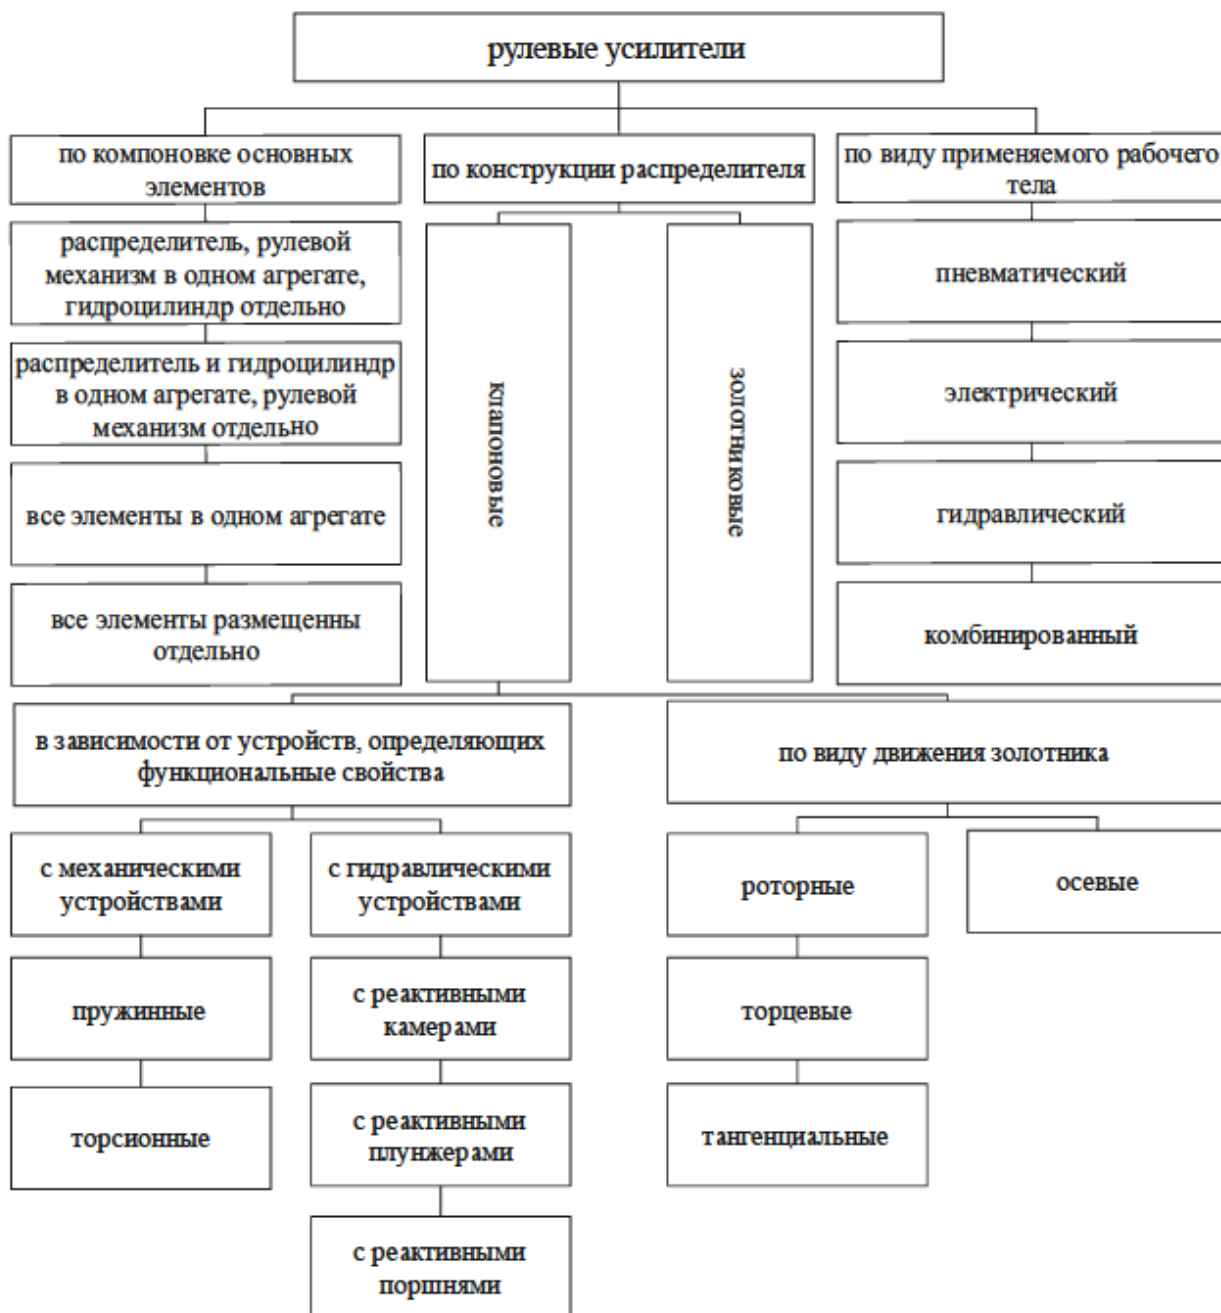 рулевые усилители
по компоновке основных
элементов
по конструкции распределителя
по виду применяемого рабочего
тела
распределитель, рулевой
механизм в одном агрегате,
гидроцилиндр отдельно
распределитель и гидроцилиндр
в одном агрегате, рулевой
механизм отдельно
все элементы в одном агрегате
все элементы размещенны
отдельно
клапоновые
золотниковые
пневматический
электрический
гидравлический
комбинированный
в зависимости от устройств, определяющих
функциональные свойства
по виду движения золотника
с механическими
устройствами
пружинные
торсионные
с гидравлическими
устройствами
с реактивными
камерами
с реактивными
плунжерами
с реактивными
поршнями
роторные
торцевые
тангенциальные
осевые